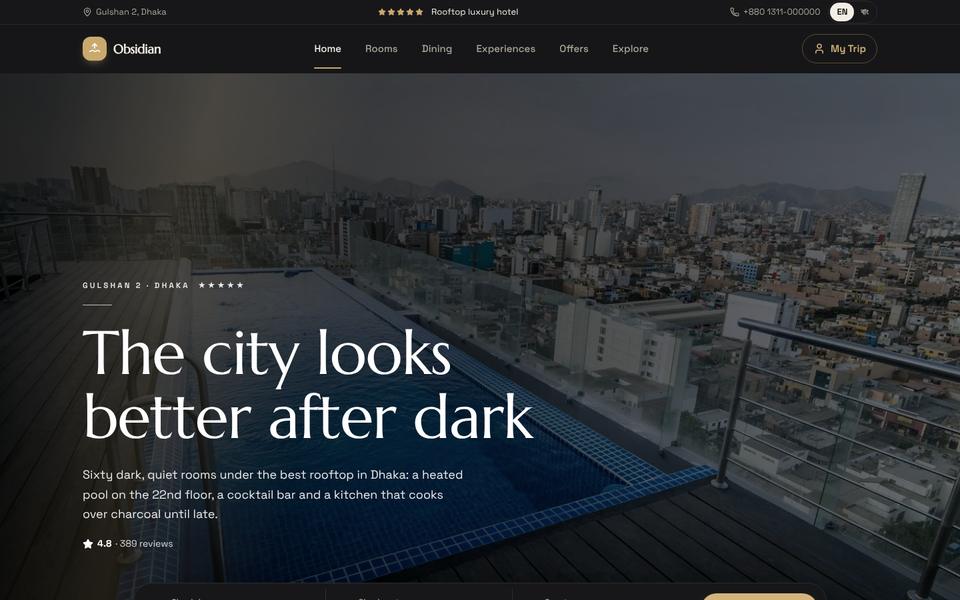 Gulshan 2, Dhaka
Rooftop luxury hotel
+880 1311-000000
EN
Obsidian
Home
Rooms
Dining
Experiences
Offers
Explore
My Trip
GULSHAN 2 · DHAKA ★★★★★
The city looks
better after dark
Sixty dark, quiet rooms under the best rooftop in Dhaka: a heated
pool on the 22nd floor, a cocktail bar and a kitchen that cooks
over charcoal until late.
4.8 · 389 reviews